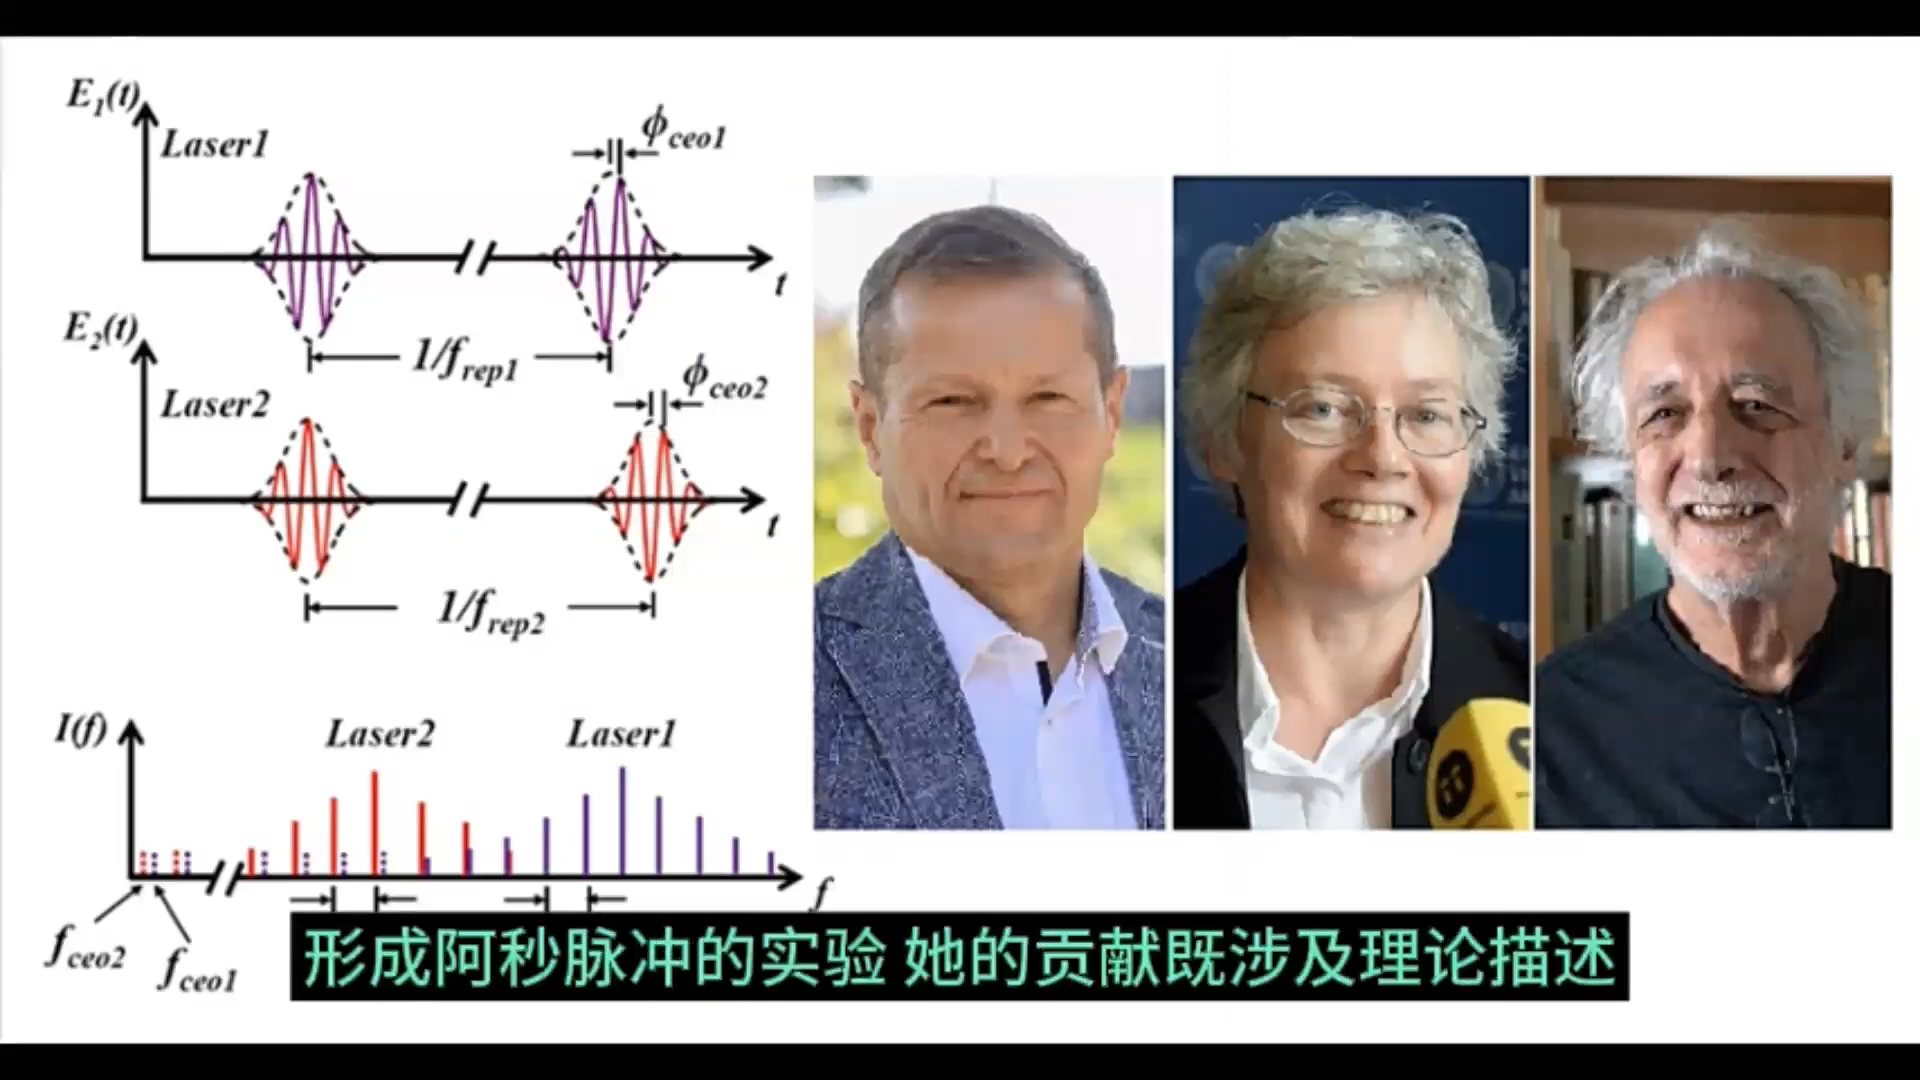 E₁(t)
Laser1
ϕceo1
t
1/frep1
E₂(t)
Laser2
ϕceo2
t
1/frep2
I(f)
Laser2
Laser1
f
fceo2
fceo1
形成阿秒脉冲的实验 她的贡献既涉及理论描述